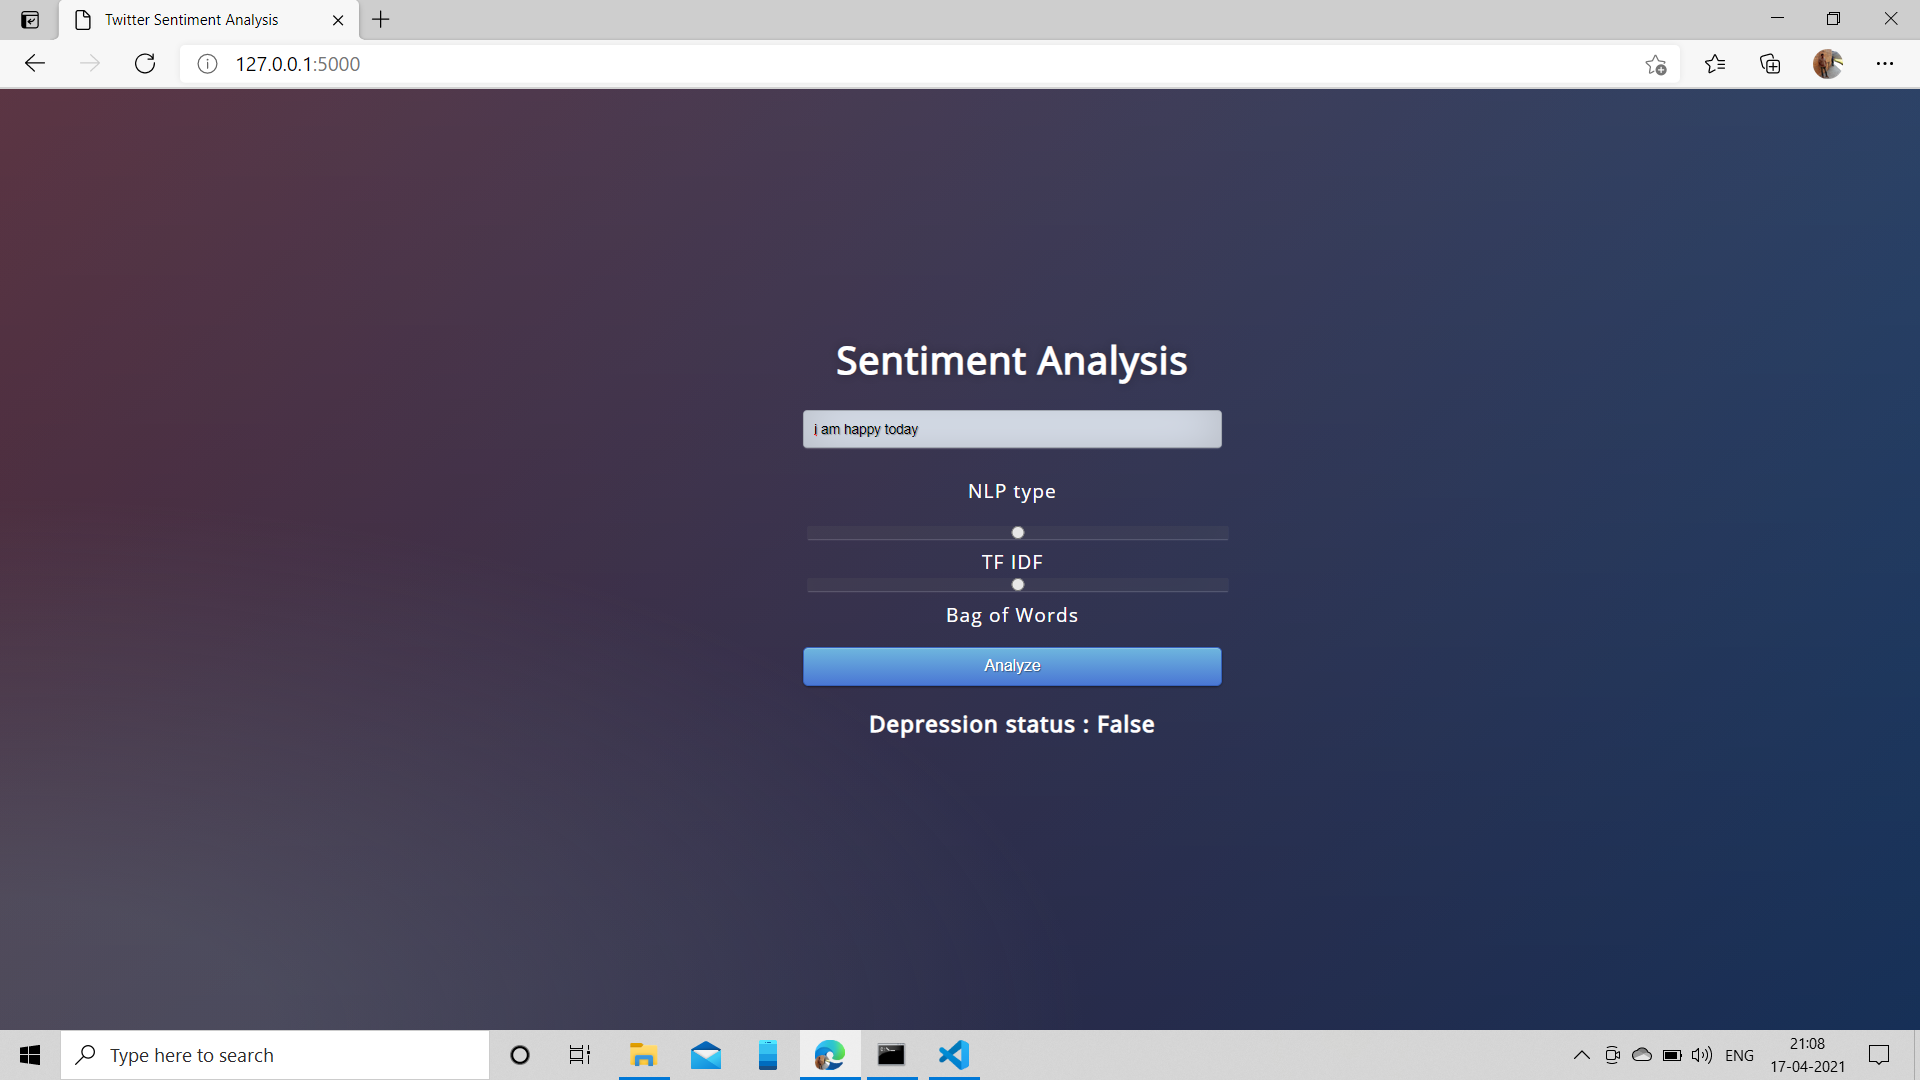 Twitter Sentiment Analysis
127.0.0.1:5000
Sentiment Analysis
i am happy today
NLP type
TF IDF
Bag of Words
Analyze
Depression status : False
Type here to search
ENG
21:08
17-04-2021